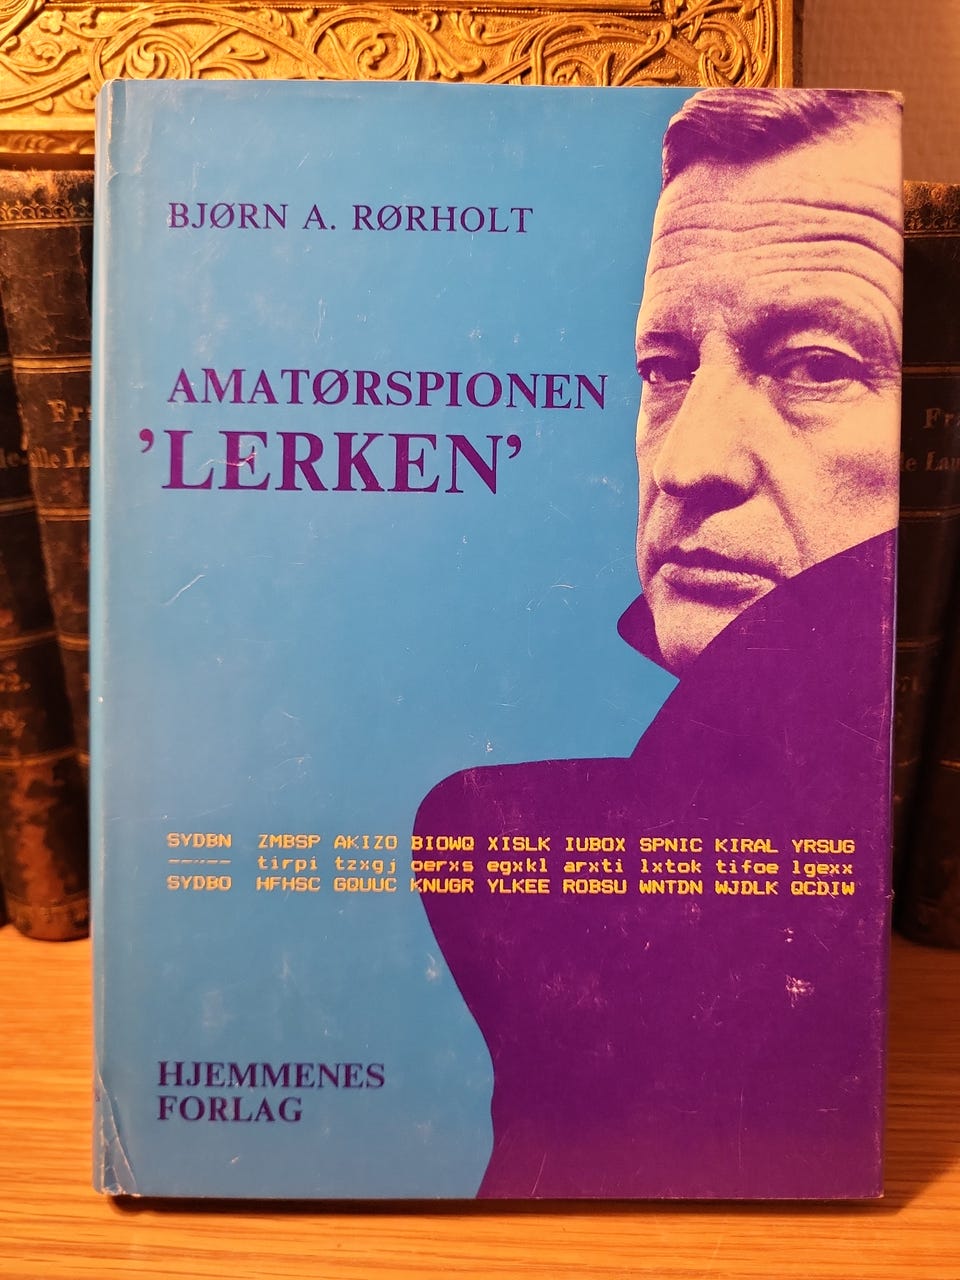 BJØRN A. RØRHOLT
AMATØRSPIONEN
'LERKEN'
SYDBN ZMBSP AKIZO BIOWQ XISLK IUBOX SPNIC KIRAL YRSUG
----- tirpi tzxgj oerxs egxkl arxti lxtok tifoe lgexx
SYDBO HFHSC GQUUC KNUGR YLKEE ROBSU WNTDN WJDLK QCDIW
HJEMMENES
FORLAG